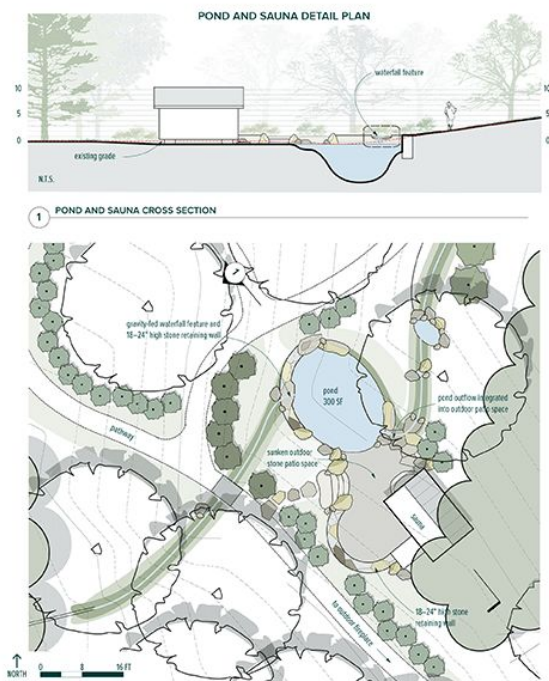 POND AND SAUNA DETAIL PLAN
waterfall feature
10
10
5
5
0
0
existing grade
N.T.S.
1
POND AND SAUNA CROSS SECTION
1
gravity-fed waterfall feature and
18–24" high stone retaining wall
pond
300 SF
pond outflow integrated
into outdoor patio space
pathway
sunken outdoor
stone patio space
SAUNA
18–24" high stone
retaining wall
to outdoor fireplace
NORTH
0
8
16 FT